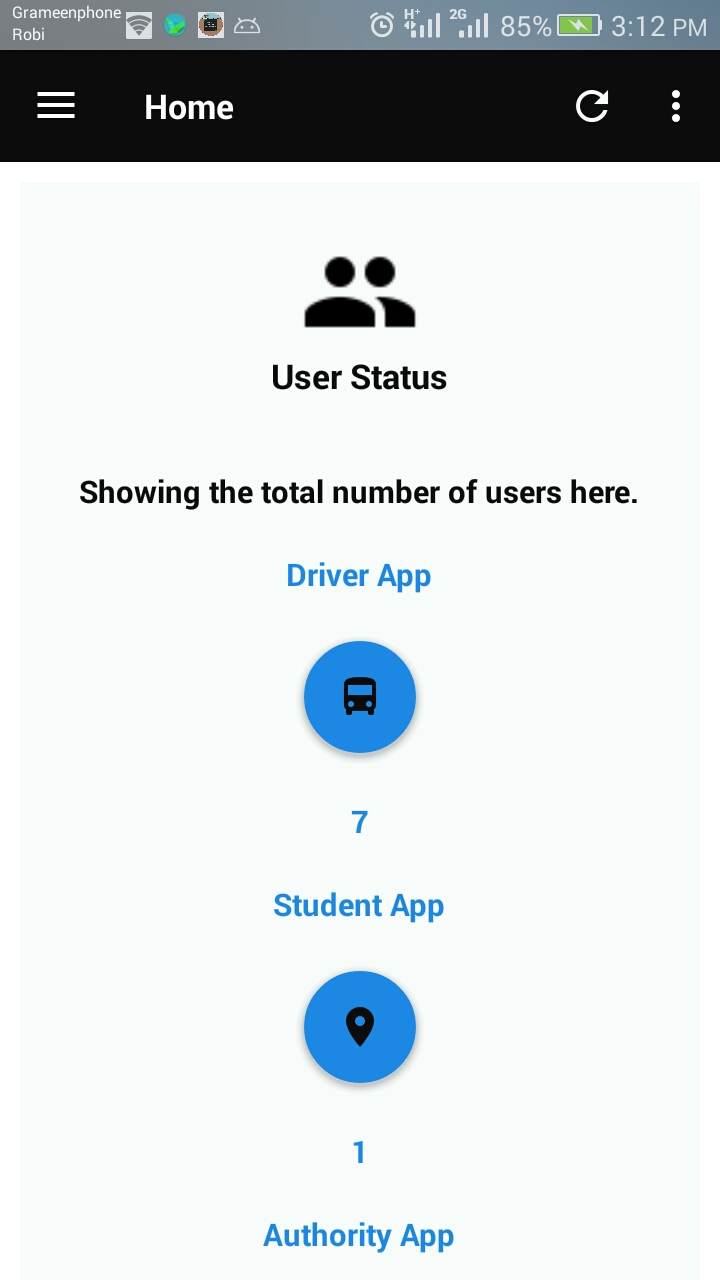 Grameenphone
Robi
H+ 2G 85% 3:12 PM
Home
User Status
Showing the total number of users here.
Driver App
7
Student App
1
Authority App